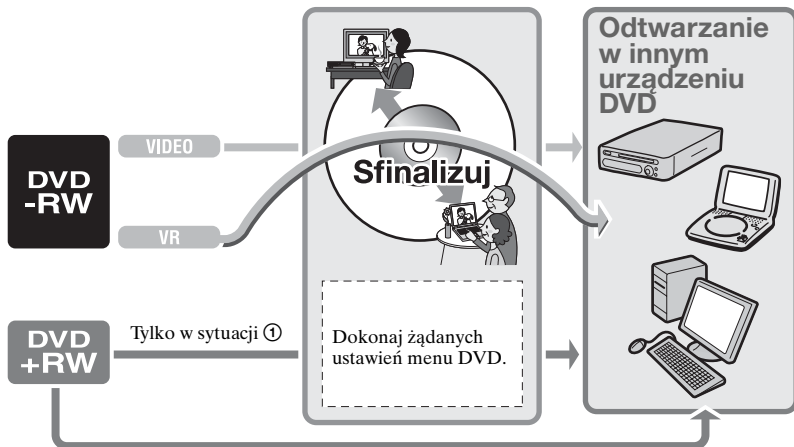 Odtwarzanie
w innym
urządzeniu
DVD
DVD
-RW
VIDEO
VR
Sfinalizuj
DVD
+RW
Tylko w sytuacji ①
Dokonaj żądanych
ustawień menu DVD.